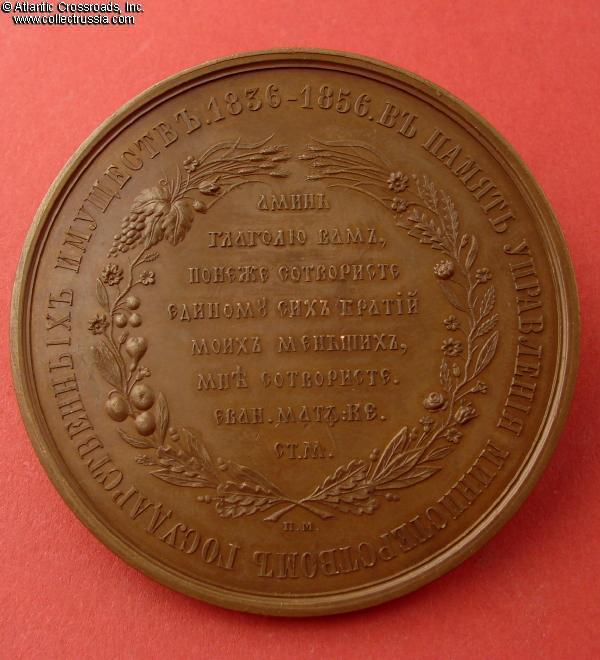 © Atlantic Crossroads, Inc.
www.collectrussia.com
ВЪ ПАМЯТЬ УПРАВЛЕНІЯ МИНИСТЕРСТВОМЪ ГОСУДАРСТВЕННЫХЪ ИМУЩЕСТВЪ. 1836-1856.
АМИНЬ
ГЛАГОЛЮ ВАМЪ,
ПОНЕЖЕ СОТВОРИСТЕ
ЕДИНОМУ СИХЪ БРАТІЙ
МОИХЪ МЕНЬШИХЪ,
МНѢ СОТВОРИСТЕ.
ЕВАН. МАТѲ: КЕ.
СТ. М.
П. М.